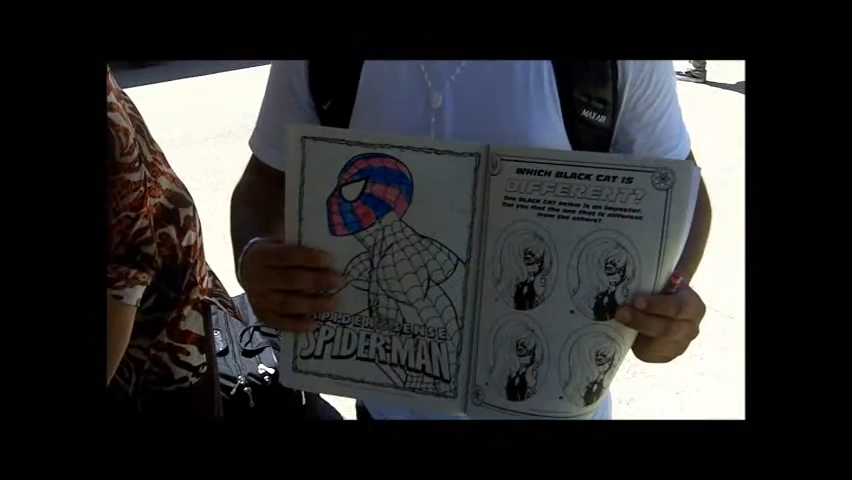 SPIDER-SENSE
SPIDER-MAN
WHICH BLACK CAT IS
DIFFERENT?
One BLACK CAT below is an imposter.
Can you find the one that is different
from the others?